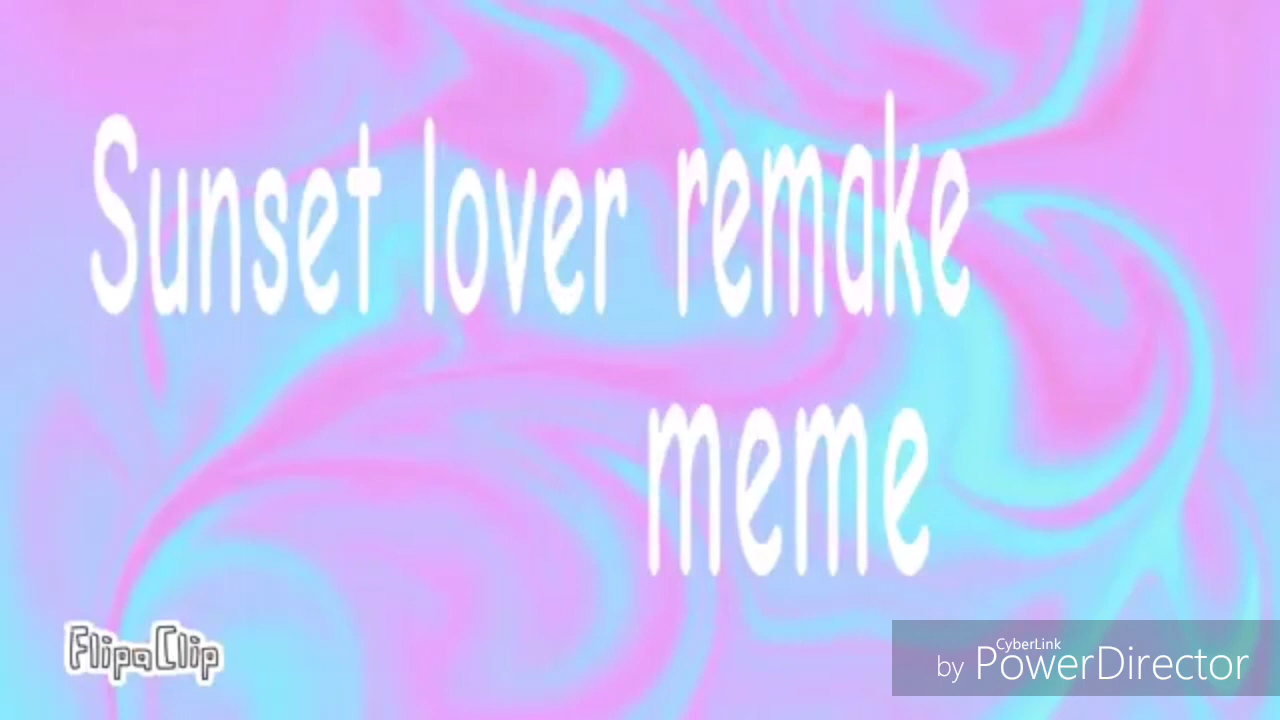 Sunset lover remake
meme
FlipaClip
CyberLink
by PowerDirector